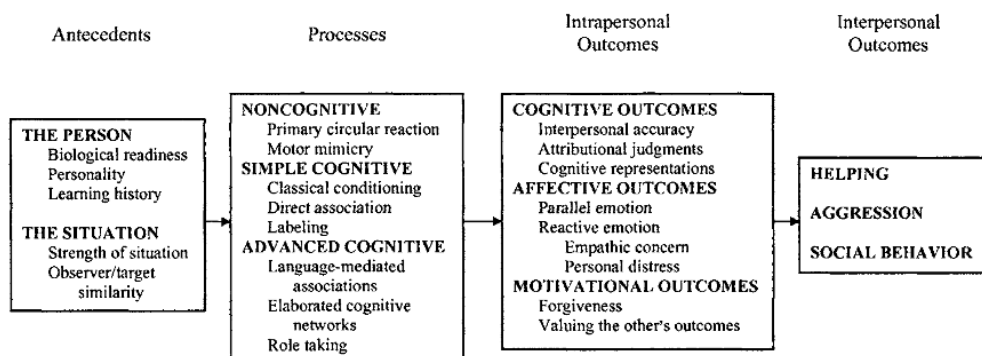 Antecedents
Processes
Intrapersonal
Outcomes
Interpersonal
Outcomes
THE PERSON
Biological readiness
Personality
Learning history
THE SITUATION
Strength of situation
Observer/target
similarity
NONCOGNITIVE
Primary circular reaction
Motor mimicry
SIMPLE COGNITIVE
Classical conditioning
Direct association
Labeling
ADVANCED COGNITIVE
Language-mediated
associations
Elaborated cognitive
networks
Role taking
COGNITIVE OUTCOMES
Interpersonal accuracy
Attributional judgments
Cognitive representations
AFFECTIVE OUTCOMES
Parallel emotion
Reactive emotion
Empathic concern
Personal distress
MOTIVATIONAL OUTCOMES
Forgiveness
Valuing the other's outcomes
HELPING
AGGRESSION
SOCIAL BEHAVIOR